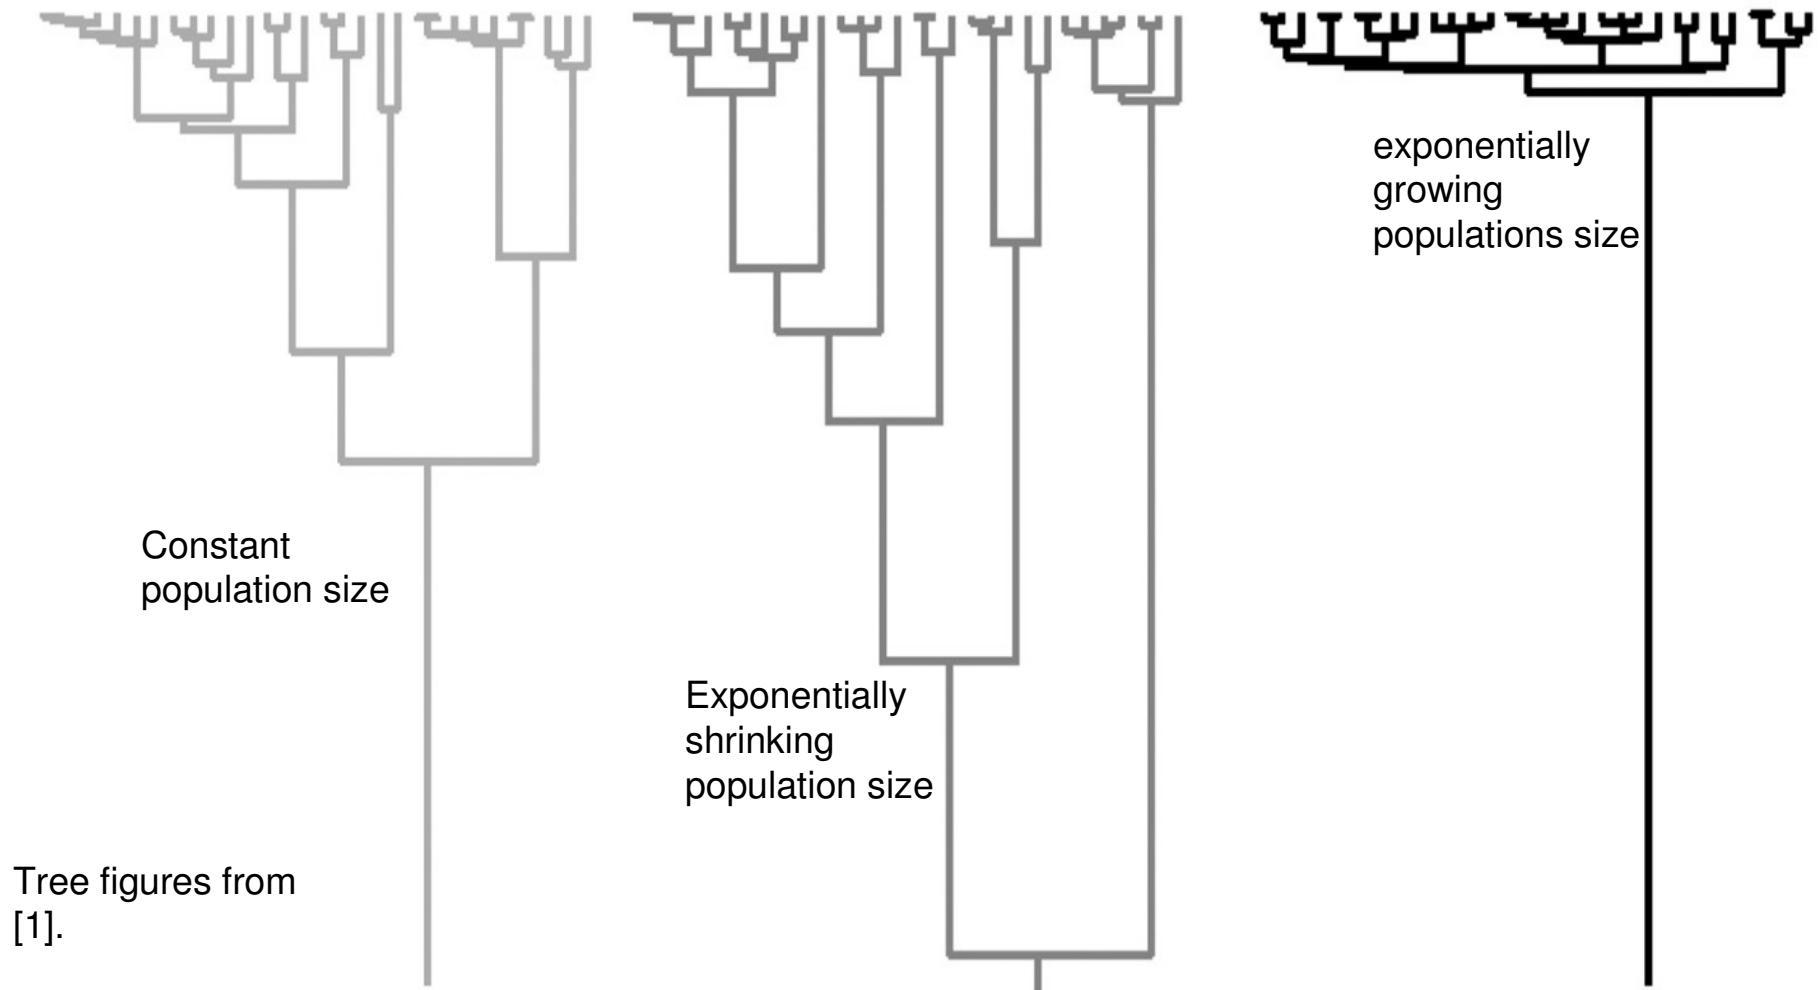 exponentially
growing
populations size
Constant
population size
Exponentially
shrinking
population size
Tree figures from
[1].